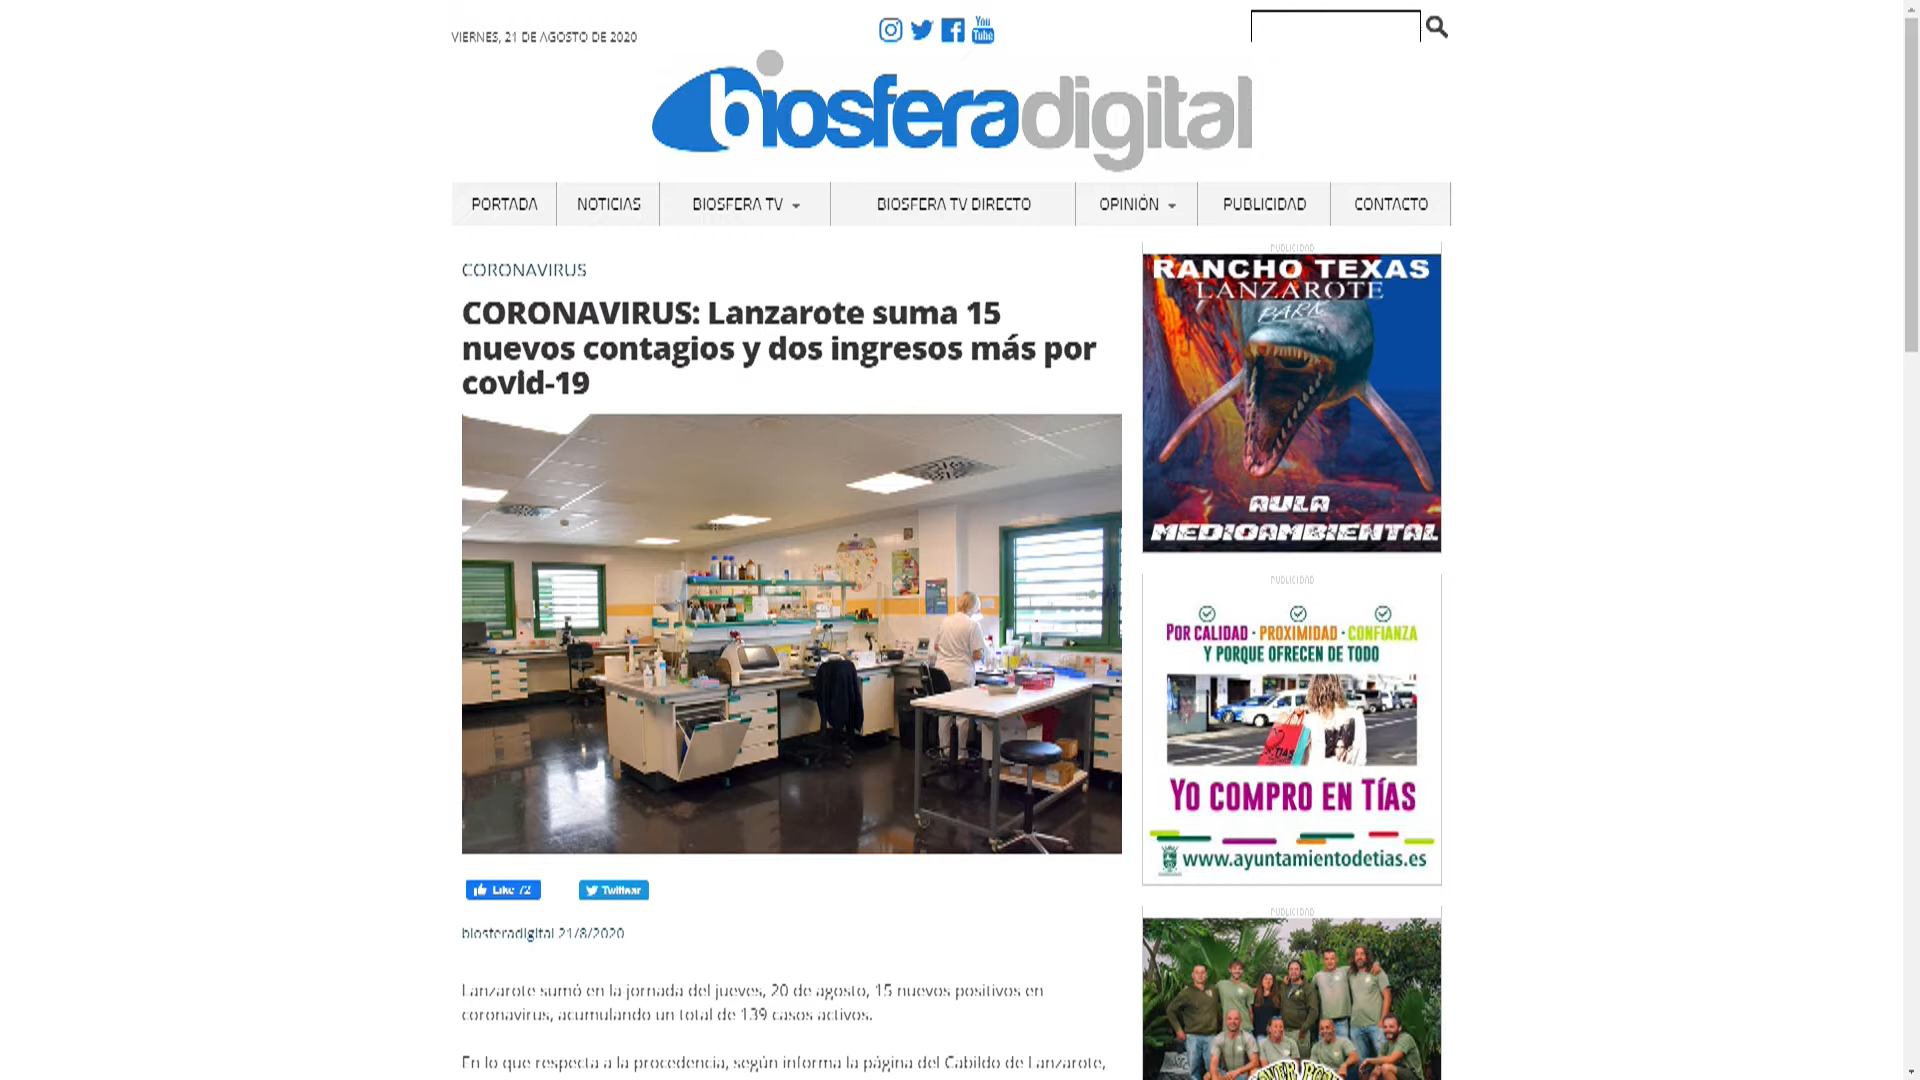 VIERNES, 21 DE AGOSTO DE 2020
You
Tube
biosferadigital
PORTADA
NOTICIAS
BIOSFERA TV
BIOSFERA TV DIRECTO
OPINIÓN
PUBLICIDAD
CONTACTO
CORONAVIRUS
CORONAVIRUS: Lanzarote suma 15
nuevos contagios y dos ingresos más por
covid-19
Like 72
Twittear
biosferadigital 21/8/2020
Lanzarote sumó en la jornada del jueves, 20 de agosto, 15 nuevos positivos en
coronavirus, acumulando un total de 139 casos activos.
En lo que respecta a la procedencia, según informa la página del Cabildo de Lanzarote,
PUBLICIDAD
RANCHO TEXAS
LANZAROTE
PARK
AULA
MEDIOAMBIENTAL
PUBLICIDAD
POR CALIDAD · PROXIMIDAD · CONFIANZA
Y PORQUE OFRECEN DE TODO
TÍAS
YO COMPRO EN TÍAS
www.ayuntamientodetias.es
PUBLICIDAD